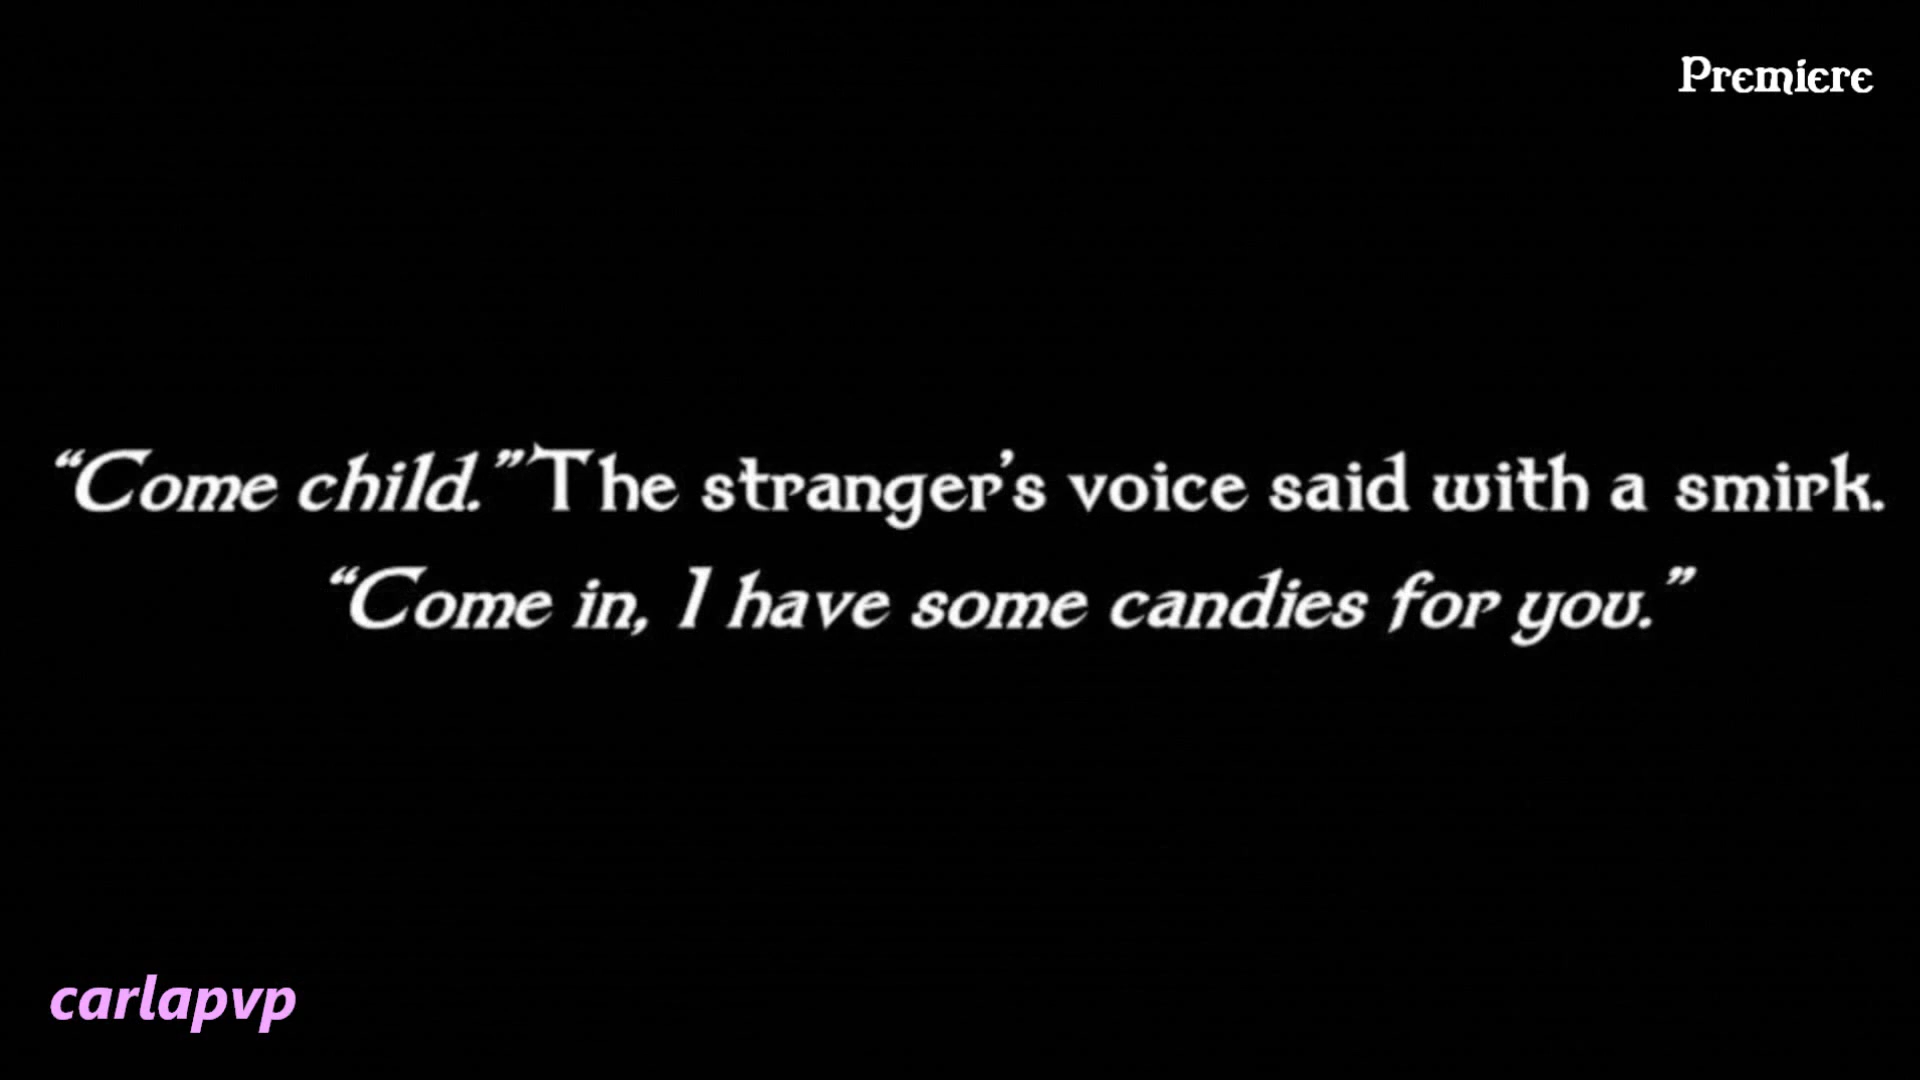 Premiere
“Come child.” The stranger’s voice said with a smirk.
“Come in, I have some candies for you.”
carlapvp